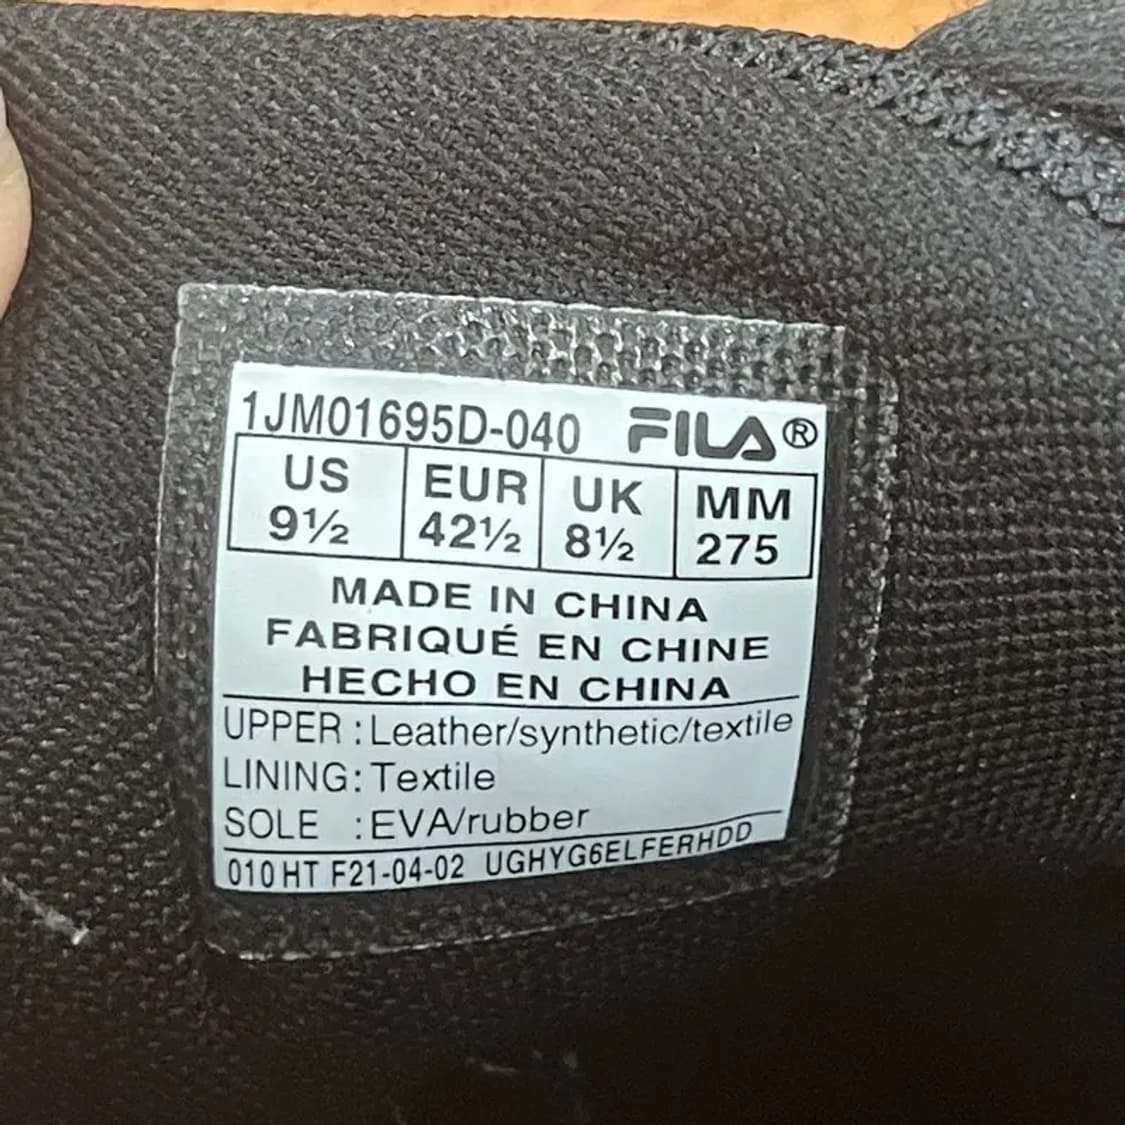 1JM01695D-040 FILA®
US EUR UK MM
9½ 42½ 8½ 275
MADE IN CHINA
FABRIQUÉ EN CHINE
HECHO EN CHINA
UPPER : Leather/synthetic/textile
LINING: Textile
SOLE : EVA/rubber
010 HT F21-04-02 UGHYG6ELFERHDD